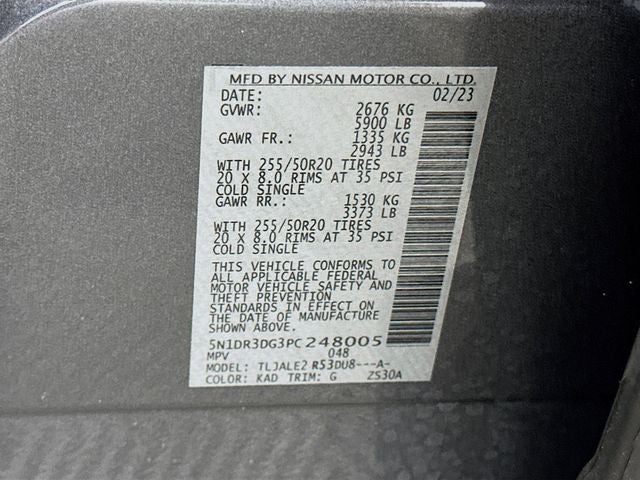 MFD BY NISSAN MOTOR CO., LTD.
DATE: 02/23
GVWR: 2676 KG
5900 LB
GAWR FR.: 1335 KG
2943 LB
WITH 255/50R20 TIRES
20 X 8.0 RIMS AT 35 PSI
COLD SINGLE
GAWR RR.: 1530 KG
3373 LB
WITH 255/50R20 TIRES
20 X 8.0 RIMS AT 35 PSI
COLD SINGLE
THIS VEHICLE CONFORMS TO
ALL APPLICABLE FEDERAL
MOTOR VEHICLE SAFETY AND
THEFT PREVENTION
STANDARDS IN EFFECT ON
THE DATE OF MANUFACTURE
SHOWN ABOVE.
5N1DR3DG3PC248005
MPV 048
MODEL: TLJALE2 RS3DU8---A-
COLOR: KAD TRIM: G ZS30A